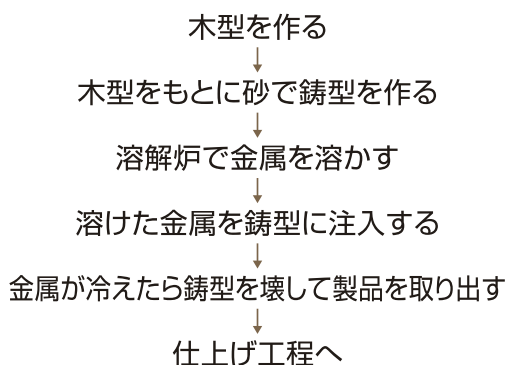 木型を作る
↓
木型をもとに砂で鋳型を作る
↓
溶解炉で金属を溶かす
↓
溶けた金属を鋳型に注入する
↓
金属が冷えたら鋳型を壊して製品を取り出す
↓
仕上げ工程へ